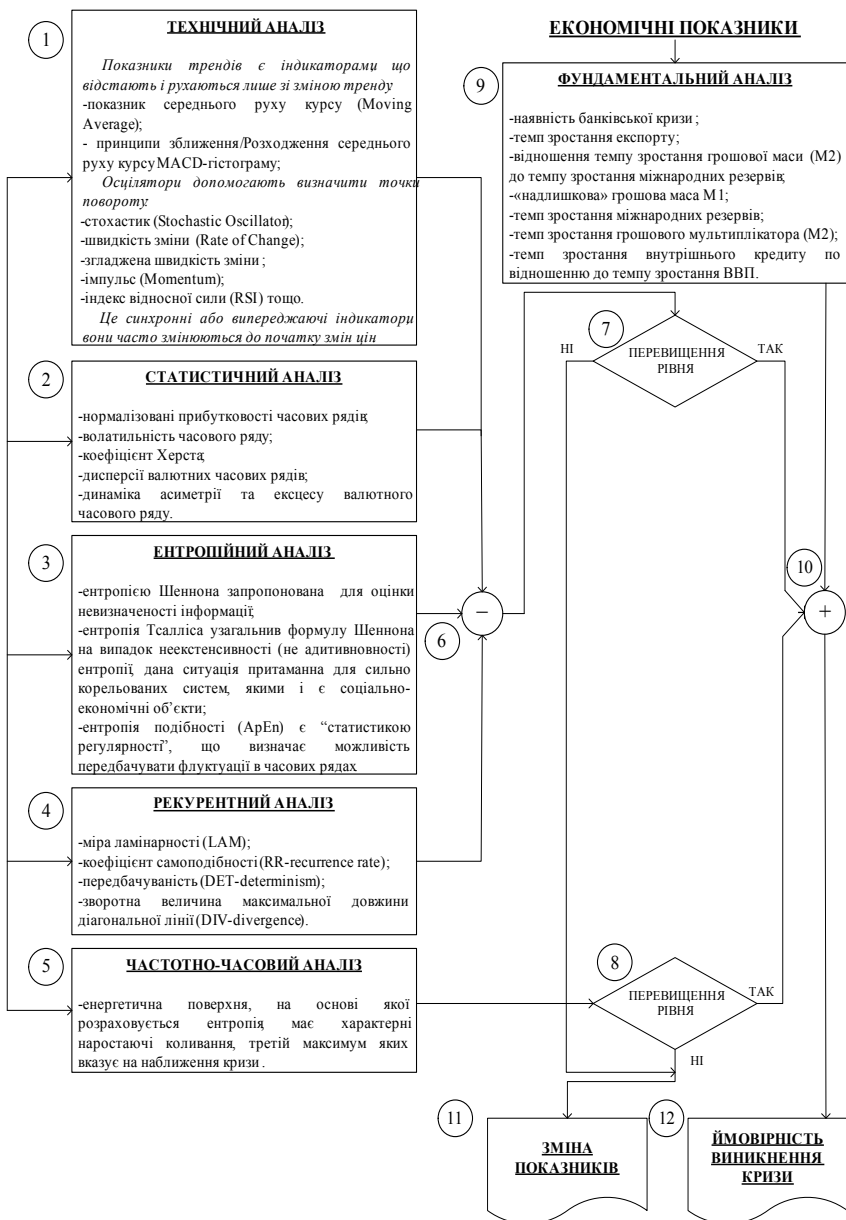 1
ТЕХНІЧНИЙ АНАЛІЗ
Показники трендів є індикаторами, що
відстають і рухаються лише зі зміною тренду
-показник середнього руху курсу (Moving
Average);
- принципи зближення/Розходження середнього
руху курсу MACD-гістограму;
Осцілятори допомогають визначити точки
повороту:
-стохастик (Stochastic Oscillator);
-швидкість зміни (Rate of Change);
-згладжена швидкість зміни;
-імпульс (Momentum);
-індекс відносної сили (RSI) тощо.
Це синхронні або випереджаючі індикатори,
вони часто змінюються до початку змін цін
2
СТАТИСТИЧНИЙ АНАЛІЗ
-нормалізовані прибутковості часових рядів;
-волатильність часового ряду;
-коефіцієнт Херста;
-дисперсії валютних часових рядів;
-динаміка асиметрії та ексцесу валютного
часового ряду.
3
ЕНТРОПІЙНИЙ АНАЛІЗ
-ентропією Шеннона запропонована для оцінки
невизначеності інформації;
-ентропія Тсалліса узагальнив формулу Шеннона
на випадок неекстенсивності (не адитивновності)
ентропії, дана ситуація притаманна для сильно
корельованих систем, якими і є соціально-
економічні об’єкти;
-ентропія подібності (ApEn) є “статистикою
регулярності”, що визначає можливість
передбачувати флуктуації в часових рядах
4
РЕКУРЕНТНИЙ АНАЛІЗ
-міра ламінарності (LAM);
-коефіцієнт самоподібності (RR-recurrence rate);
-передбачуваність (DET-determinism);
-зворотна величина максимальної довжини
діагональної лінії (DIV-divergence).
5
ЧАСТОТНО-ЧАСОВИЙ АНАЛІЗ
-енергетична поверхня, на основі якої
розраховується ентропія, має характерні
наростаючі коливання, третій максимум яких
вказує на наближення кризи.
6
−
ЕКОНОМІЧНІ ПОКАЗНИКИ
9
ФУНДАМЕНТАЛЬНИЙ АНАЛІЗ
-наявність банківської кризи;
-темп зростання експорту;
-відношення темпу зростання грошової маси (M2)
до темпу зростання міжнародних резервів;
-«надлишкова» грошова маса M1;
-темп зростання міжнародних резервів;
-темп зростання грошового мультиплікатора (M2);
-темп зростання внутрішнього кредиту по
відношенню до темпу зростання ВВП.
7
НІ
ПЕРЕВИЩЕННЯ
РІВНЯ
ТАК
10
+
8
ПЕРЕВИЩЕННЯ
РІВНЯ
ТАК
НІ
11
ЗМІНА
ПОКАЗНИКІВ
12
ЙМОВІРНІСТЬ
ВИНИКНЕННЯ
КРИЗИ